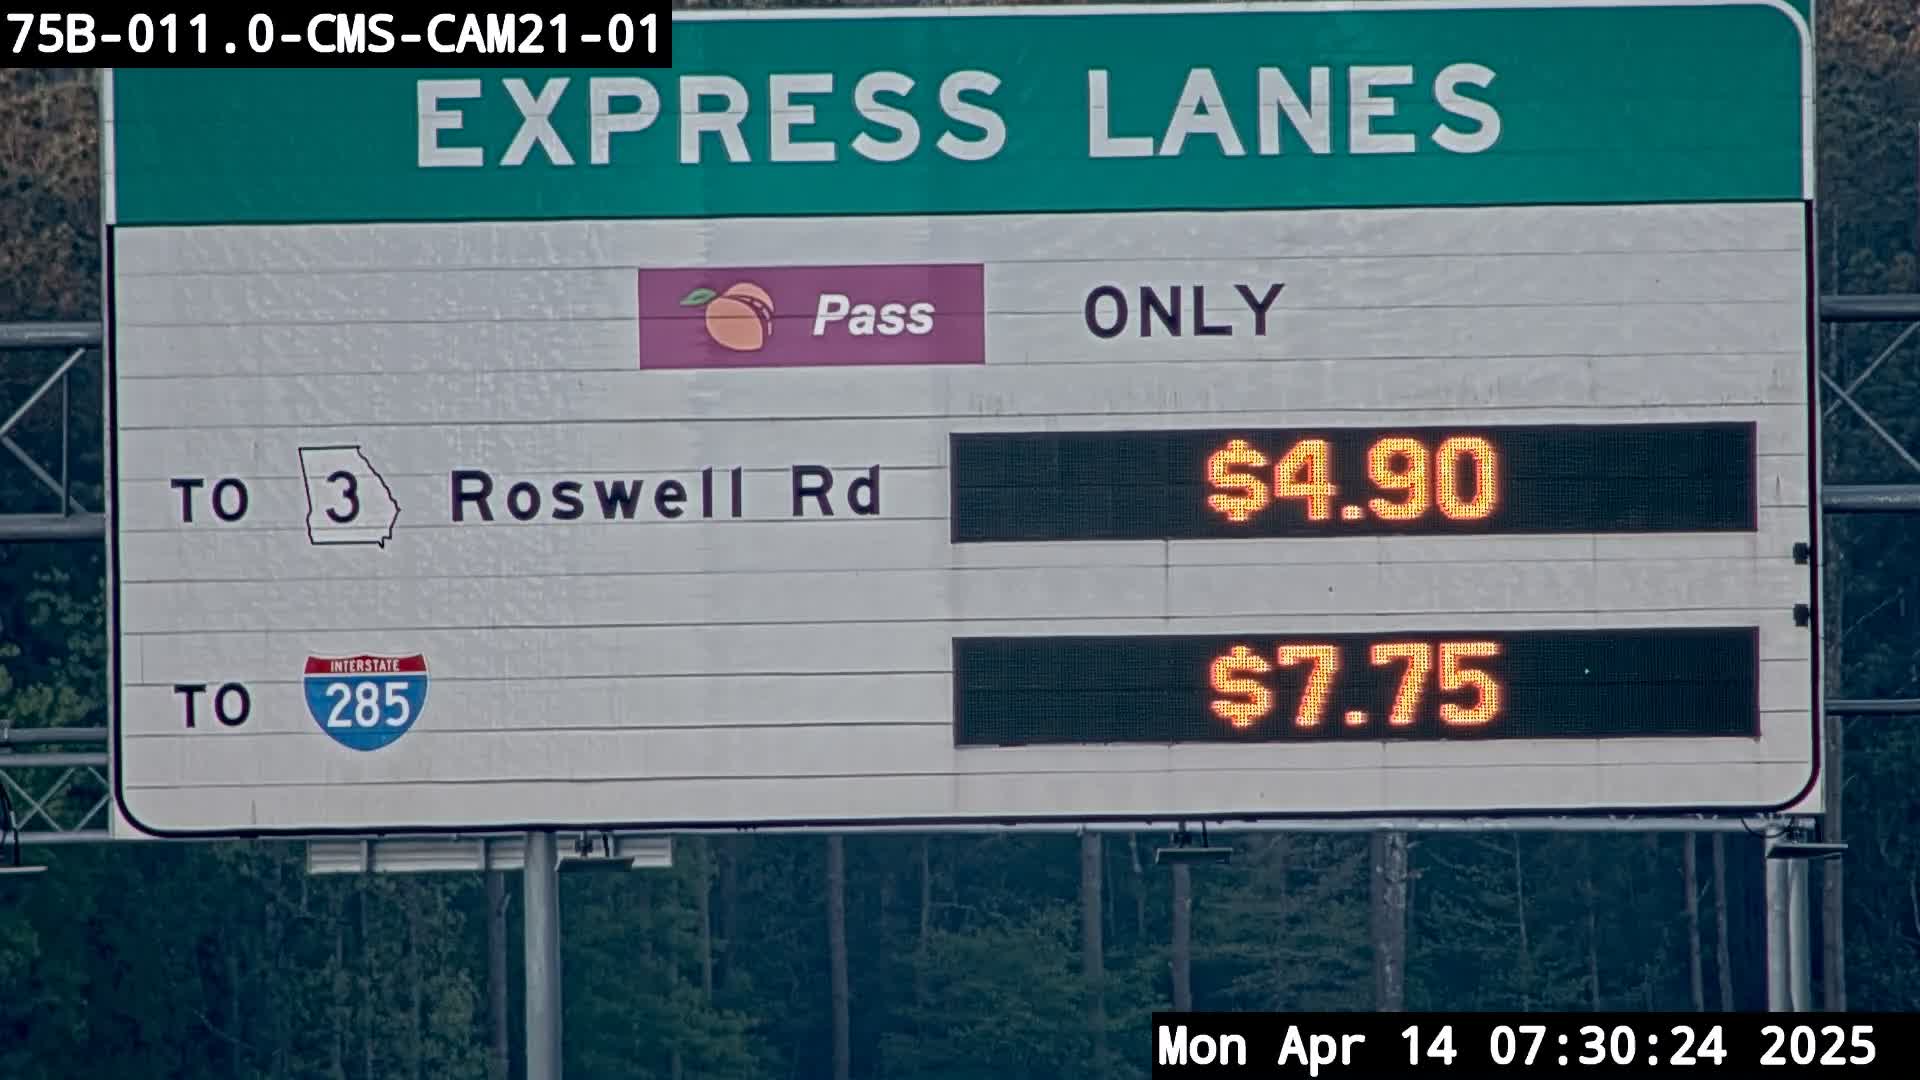 75B-011.0-CMS-CAM21-01
EXPRESS LANES
Pass ONLY
TO 3 Roswell Rd $4.90
INTERSTATE
TO 285 $7.75
Mon Apr 14 07:30:24 2025